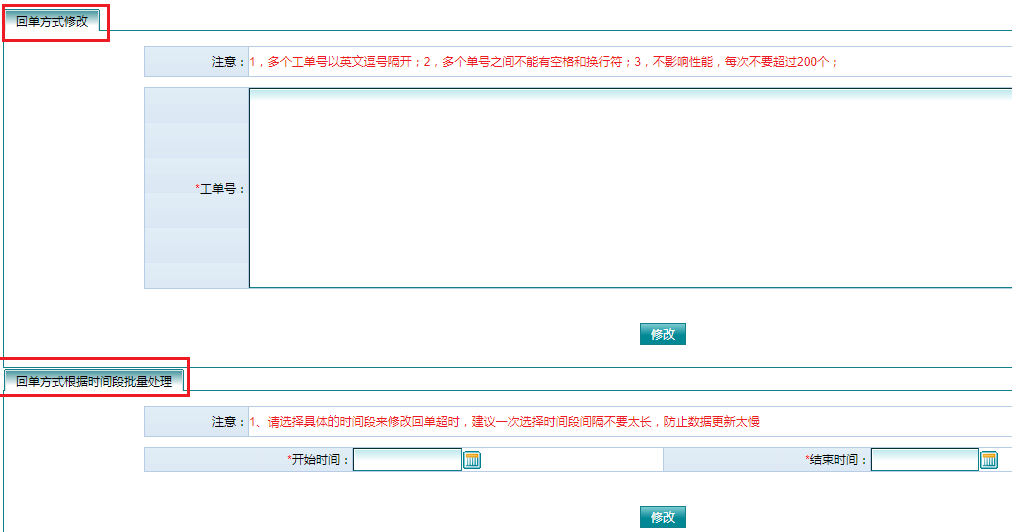 回单方式修改
注意： 1，多个工单号以英文逗号隔开；2，多个单号之间不能有空格和换行符；3，不影响性能，每次不要超过200个；
*工单号：
修改
回单方式根据时间段批量处理
注意： 1、请选择具体的时间段来修改回单超时，建议一次选择时间段间隔不要太长，防止数据更新太慢
*开始时间： *结束时间：
修改